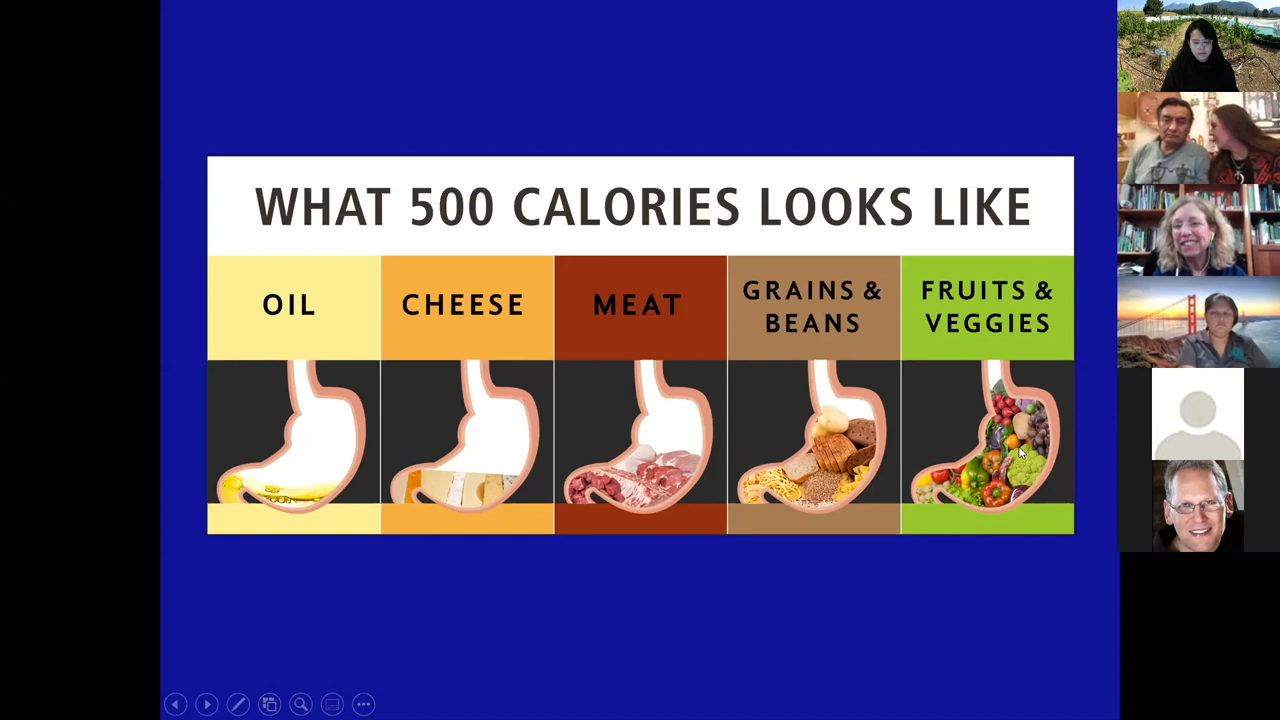 WHAT 500 CALORIES LOOKS LIKE
OIL
CHEESE
MEAT
GRAINS &
BEANS
FRUITS &
VEGGIES